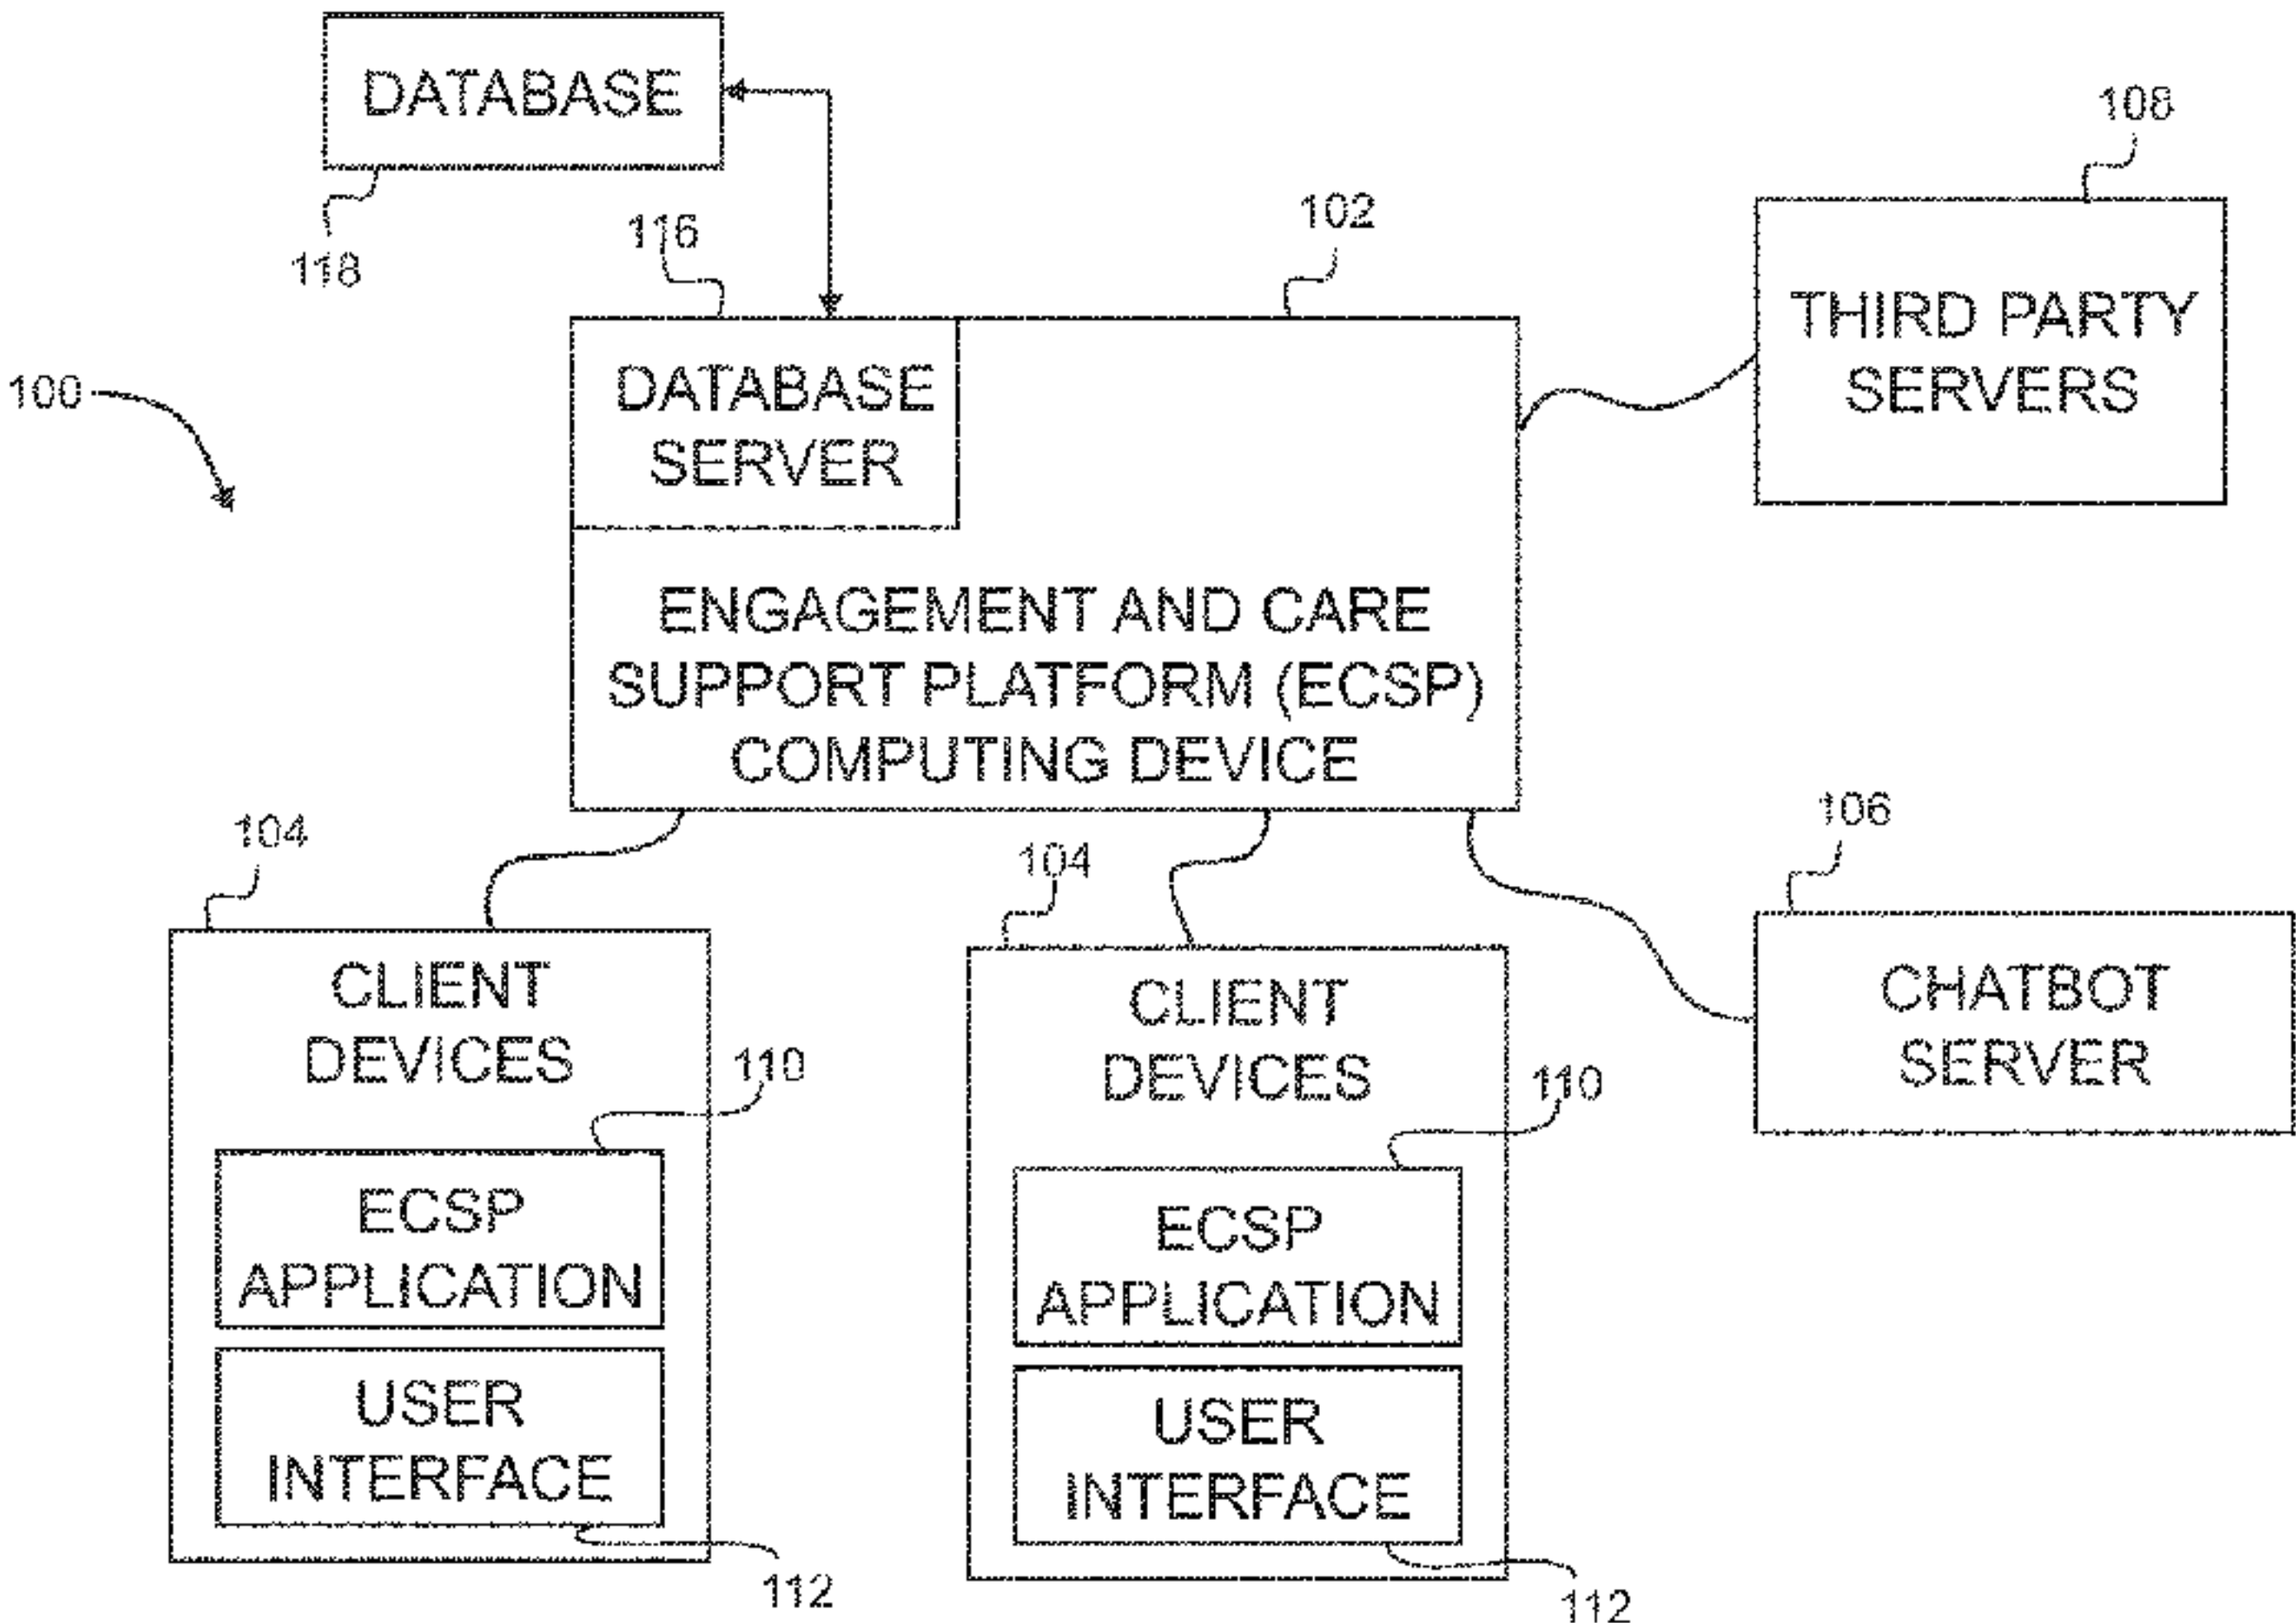 DATABASE
118
116
102
108
100
THIRD PARTY
SERVERS
DATABASE
SERVER
ENGAGEMENT AND CARE
SUPPORT PLATFORM (ECSP)
COMPUTING DEVICE
104
CLIENT
DEVICES
110
ECSP
APPLICATION
USER
INTERFACE
112
104
CLIENT
DEVICES
110
ECSP
APPLICATION
USER
INTERFACE
112
106
CHATBOT
SERVER